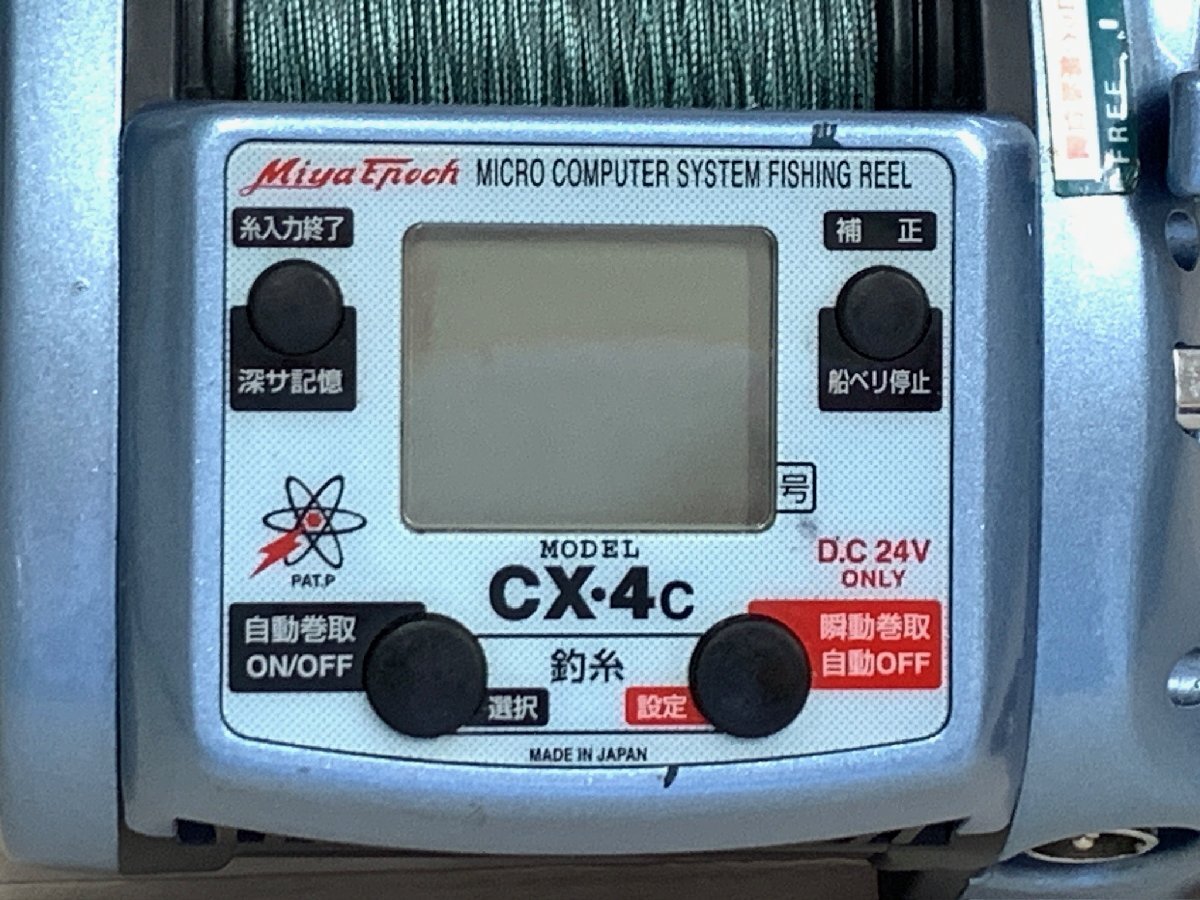 Miya Epoch MICRO COMPUTER SYSTEM FISHING REEL
糸入力終了
補 正
深サ記憶
船ベリ停止
号
PAT.P
MODEL
CX・4C
D.C 24V
ONLY
自動巻取
ON/OFF
釣糸
瞬動巻取
自動OFF
選択
設定
MADE IN JAPAN
FREE